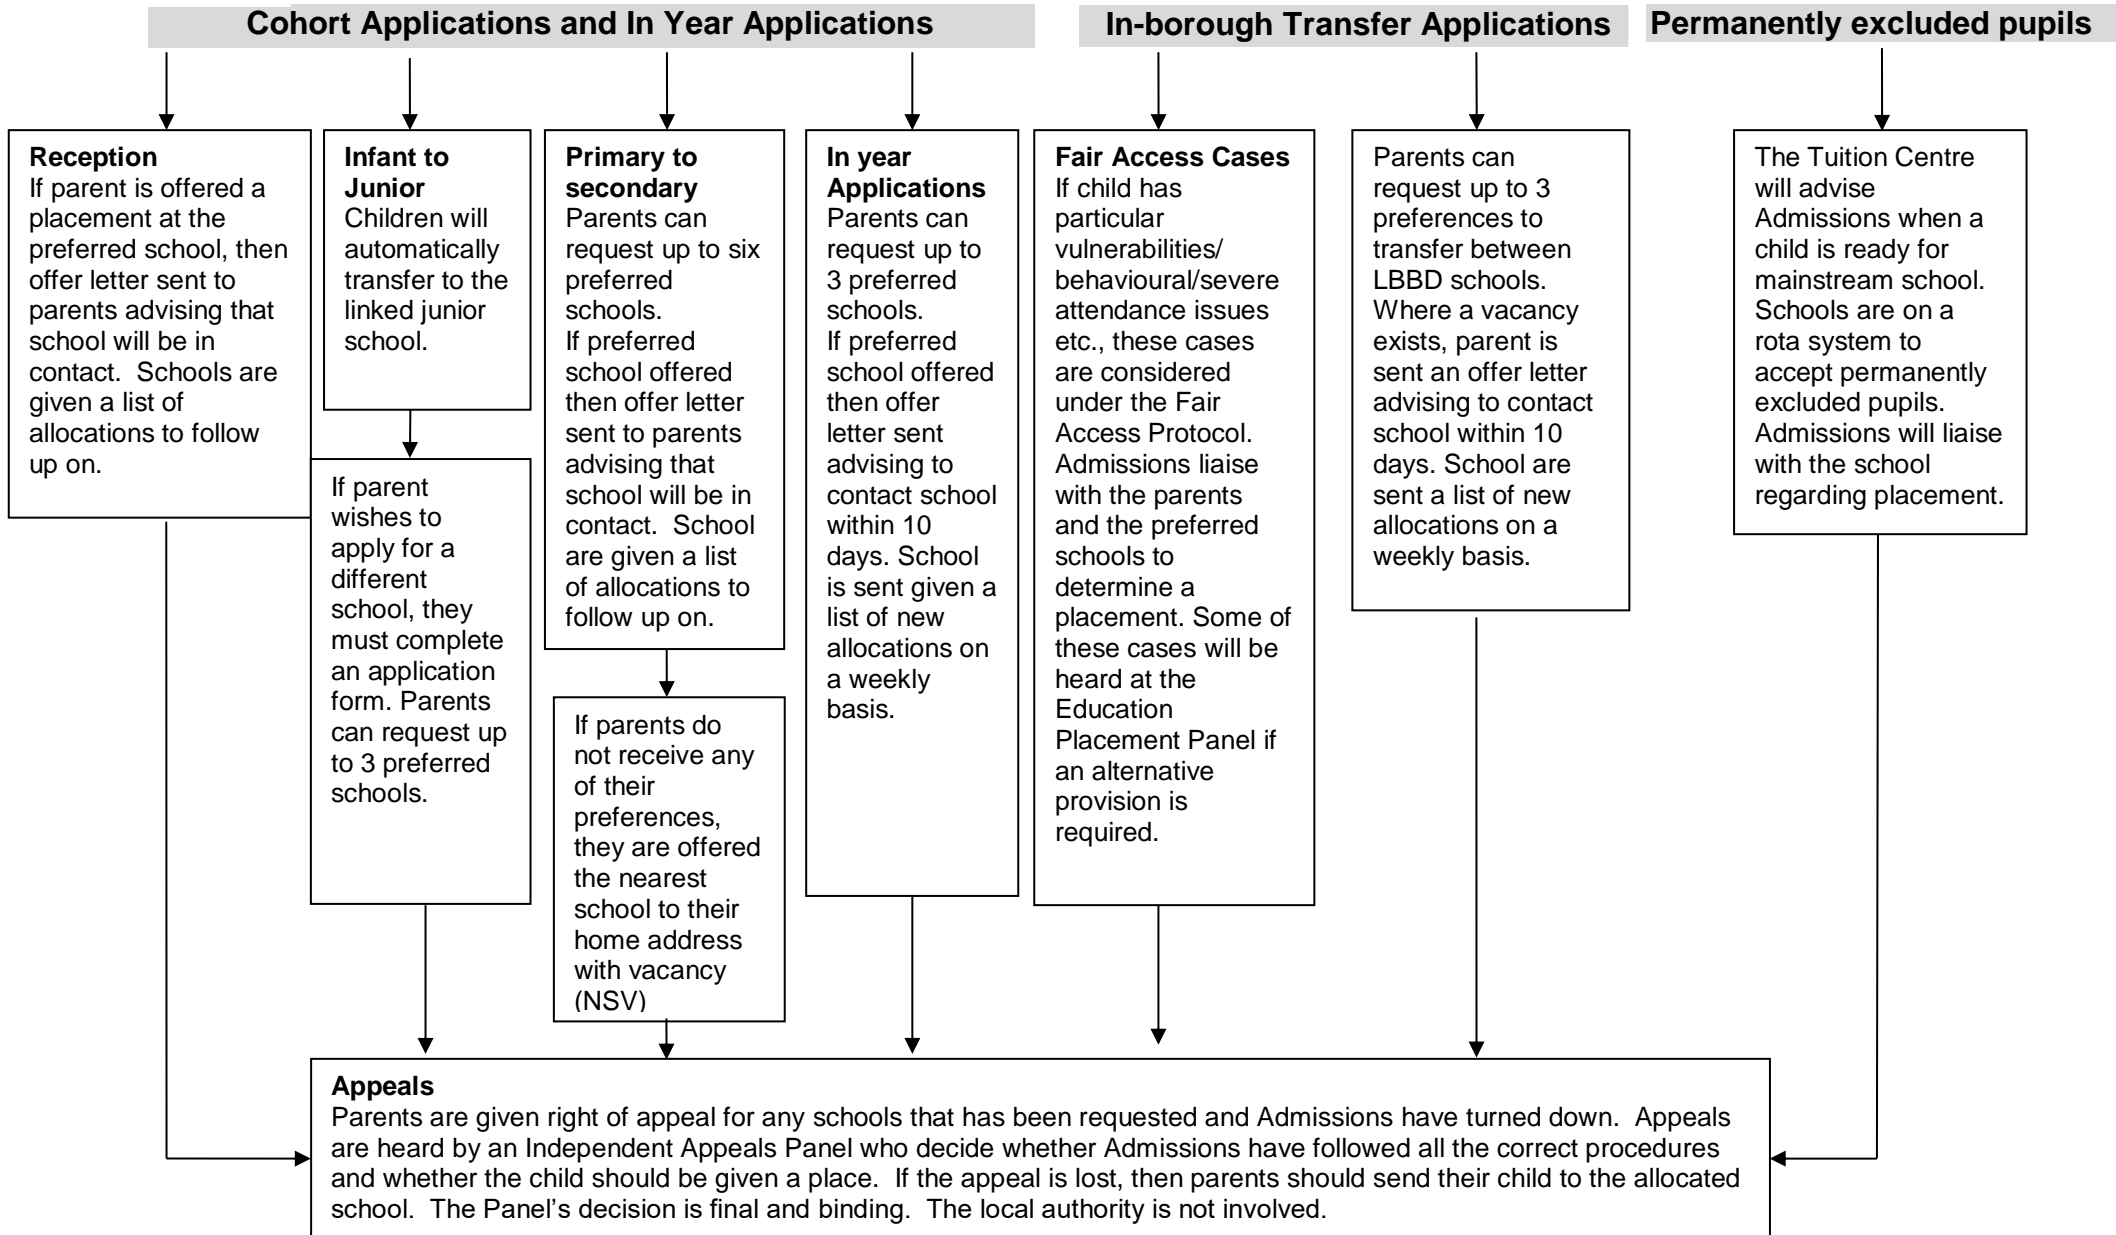 Cohort Applications and In Year Applications
In-borough Transfer Applications
Permanently excluded pupils
Reception
If parent is offered a
placement at the
preferred school, then
offer letter sent to
parents advising that
school will be in
contact.  Schools are
given a list of
allocations to follow
up on.
Infant to
Junior
Children will
automatically
transfer to the
linked junior
school.
If parent
wishes to
apply for a
different
school, they
must complete
an application
form. Parents
can request up
to 3 preferred
schools.
Primary to
secondary
Parents can
request up to six
preferred
schools.
If preferred
school offered
then offer letter
sent to parents
advising that
school will be in
contact.  School
are given a list
of allocations to
follow up on.
If parents do
not receive any
of their
preferences,
they are offered
the nearest
school to their
home address
with vacancy
(NSV)
In year
Applications
Parents can
request up to
3 preferred
schools.
If preferred
school offered
then offer
letter sent
advising to
contact school
within 10
days. School
is sent given a
list of new
allocations on
a weekly
basis.
Fair Access Cases
If child has
particular
vulnerabilities/
behavioural/severe
attendance issues
etc., these cases
are considered
under the Fair
Access Protocol.
Admissions liaise
with the parents
and the preferred
schools to
determine a
placement. Some of
these cases will be
heard at the
Education
Placement Panel if
an alternative
provision is
required.
Parents can
request up to 3
preferences to
transfer between
LBBD schools.
Where a vacancy
exists, parent is
sent an offer letter
advising to contact
school within 10
days. School are
sent a list of new
allocations on a
weekly basis.
The Tuition Centre
will advise
Admissions when a
child is ready for
mainstream school.
Schools are on a
rota system to
accept permanently
excluded pupils.
Admissions will liaise
with the school
regarding placement.
Appeals
Parents are given right of appeal for any schools that has been requested and Admissions have turned down.  Appeals
are heard by an Independent Appeals Panel who decide whether Admissions have followed all the correct procedures
and whether the child should be given a place.  If the appeal is lost, then parents should send their child to the allocated
school.  The Panel’s decision is final and binding.  The local authority is not involved.